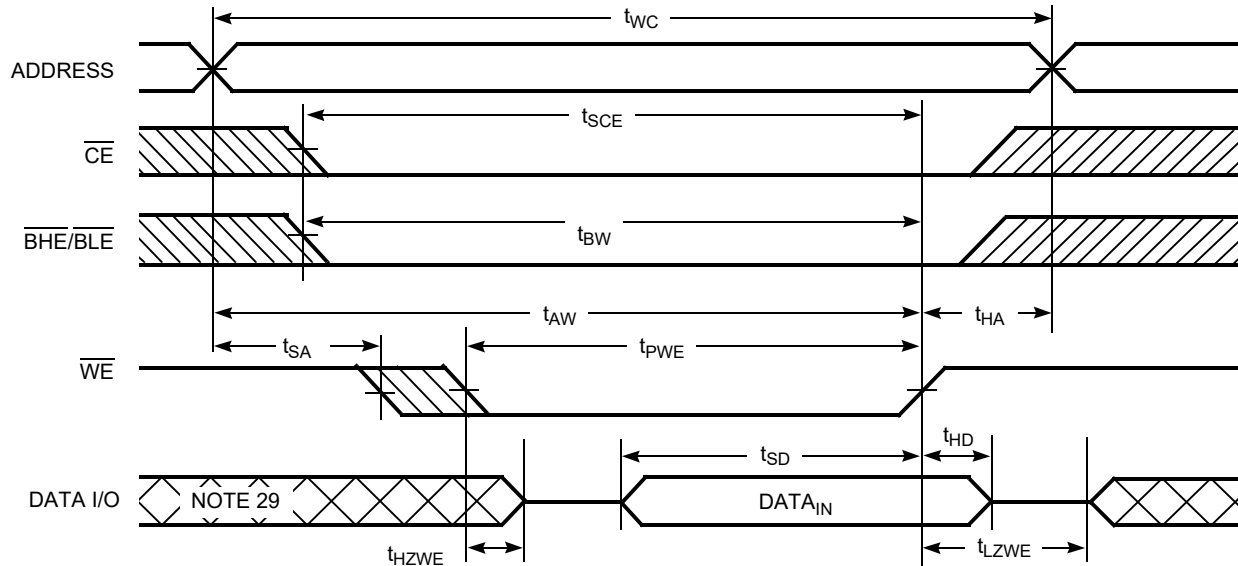 tWC
ADDRESS
tSCE
CE
tBW
BHE/BLE
tAW
tHA
tSA
tPWE
WE
tHD
tSD
DATA I/O
NOTE 29
DATAIN
tHZWE
tLZWE